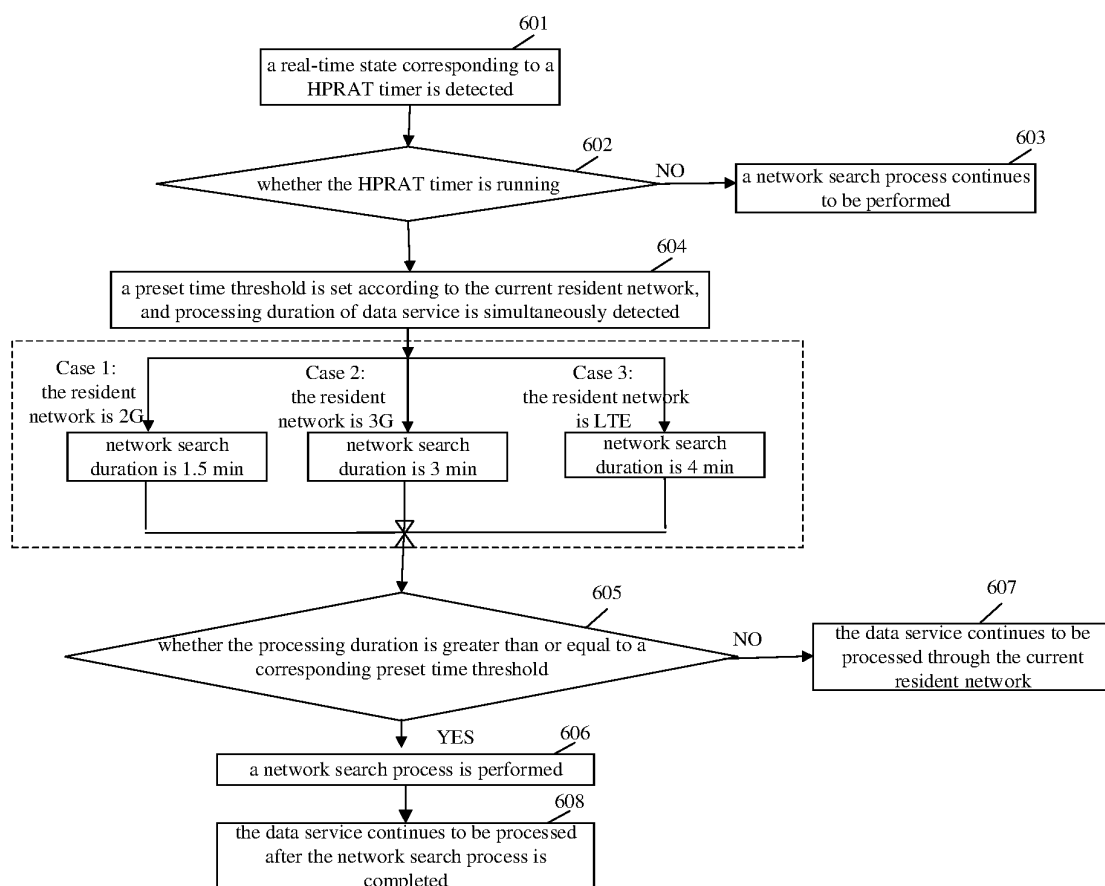 601
a real-time state corresponding to a
HPRAT timer is detected
602
whether the HPRAT timer is running
NO
603
a network search process continues
to be performed
604
a preset time threshold is set according to the current resident network,
and processing duration of data service is simultaneously detected
Case 1:
the resident
network is 2G
Case 2:
the resident
network is 3G
Case 3:
the resident network
is LTE
network search
duration is 1.5 min
network search
duration is 3 min
network search
duration is 4 min
605
whether the processing duration is greater than or equal to a
corresponding preset time threshold
NO
607
the data service continues to be
processed through the current
resident network
YES
606
a network search process is performed
608
the data service continues to be processed
after the network search process is
completed